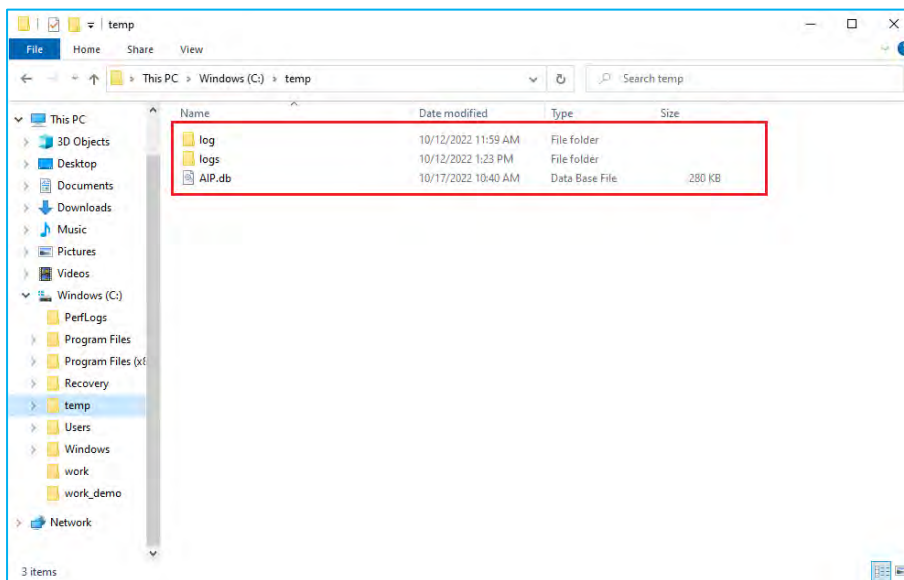 temp
File Home Share View
This PC Windows (C:) temp Search temp
Name Date modified Type Size
log 10/12/2022 11:59 AM File folder
logs 10/12/2022 1:23 PM File folder
AIP.db 10/17/2022 10:40 AM Data Base File 280 KB
This PC
3D Objects
Desktop
Documents
Downloads
Music
Pictures
Videos
Windows (C:)
PerfLogs
Program Files
Program Files (x8
Recovery
temp
Users
Windows
work
work_demo
Network
3 items